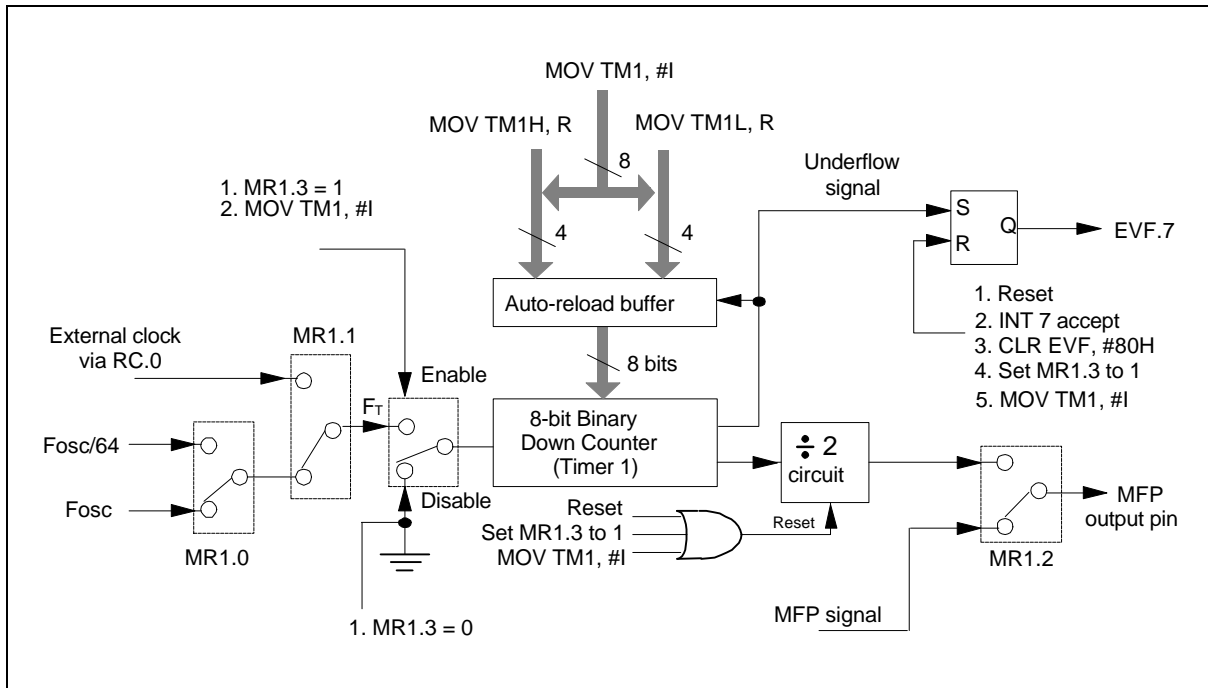 MOV TM1, #I
MOV TM1H, R
MOV TM1L, R
8
Underflow
signal
1. MR1.3 = 1
2. MOV TM1, #I
4
4
S
Q
R
EVF.7
Auto-reload buffer
1. Reset
2. INT 7 accept
3. CLR EVF, #80H
4. Set MR1.3 to 1
5. MOV TM1, #I
External clock
via RC.0
MR1.1
8 bits
Enable
FT
Fosc/64
8-bit Binary
Down Counter
(Timer 1)
÷ 2
circuit
Fosc
Disable
MR1.0
Reset
Set MR1.3 to 1
MOV TM1, #I
Reset
MFP
output pin
MR1.2
MFP signal
1. MR1.3 = 0